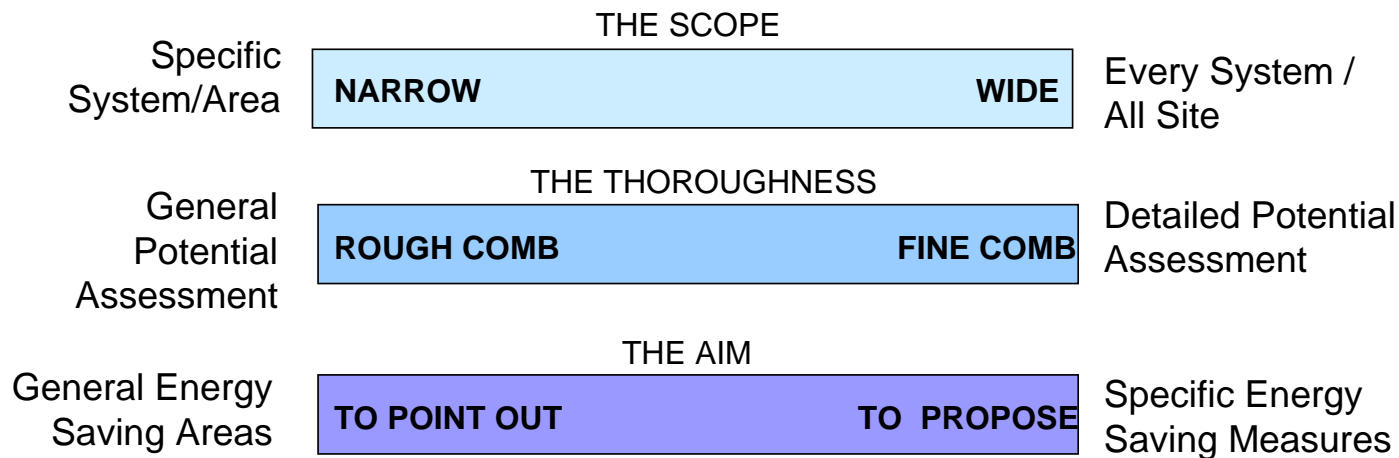 THE SCOPE
Specific
System/Area
NARROW WIDE
Every System /
All Site
THE THOROUGHNESS
General
Potential
Assessment
ROUGH COMB FINE COMB
Detailed Potential
Assessment
THE AIM
General Energy
Saving Areas
TO POINT OUT TO PROPOSE
Specific Energy
Saving Measures